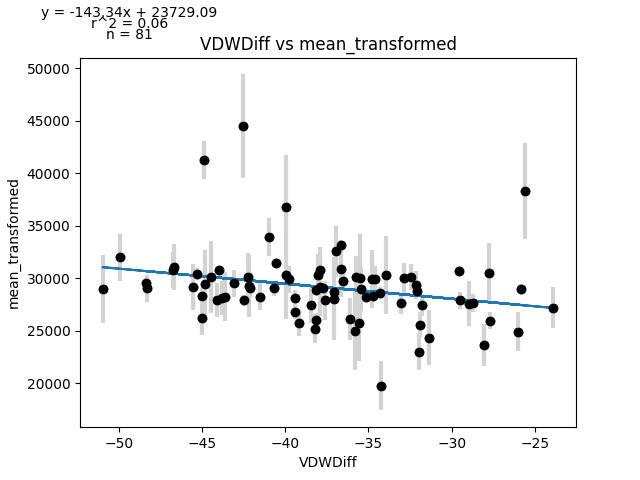 y = -143.34x + 23729.09
r^2 = 0.06
n = 81
VDWDiff vs mean_transformed
50000
45000
40000
35000
30000
25000
20000
mean_transformed
−50
−45
−40
−35
−30
−25
VDWDiff